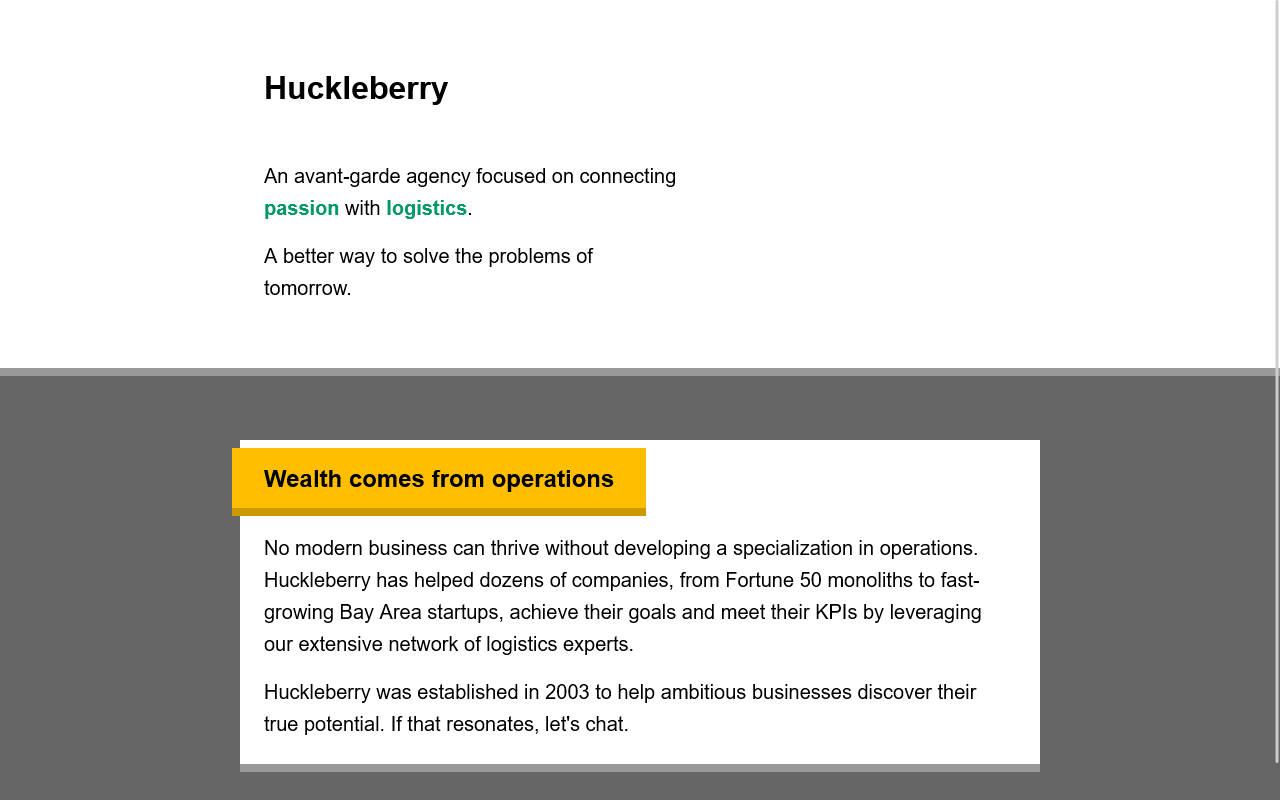 Huckleberry
An avant-garde agency focused on connecting
passion with logistics.
A better way to solve the problems of
tomorrow.
Wealth comes from operations
No modern business can thrive without developing a specialization in operations.
Huckleberry has helped dozens of companies, from Fortune 50 monoliths to fast-
growing Bay Area startups, achieve their goals and meet their KPIs by leveraging
our extensive network of logistics experts.
Huckleberry was established in 2003 to help ambitious businesses discover their
true potential. If that resonates, let's chat.